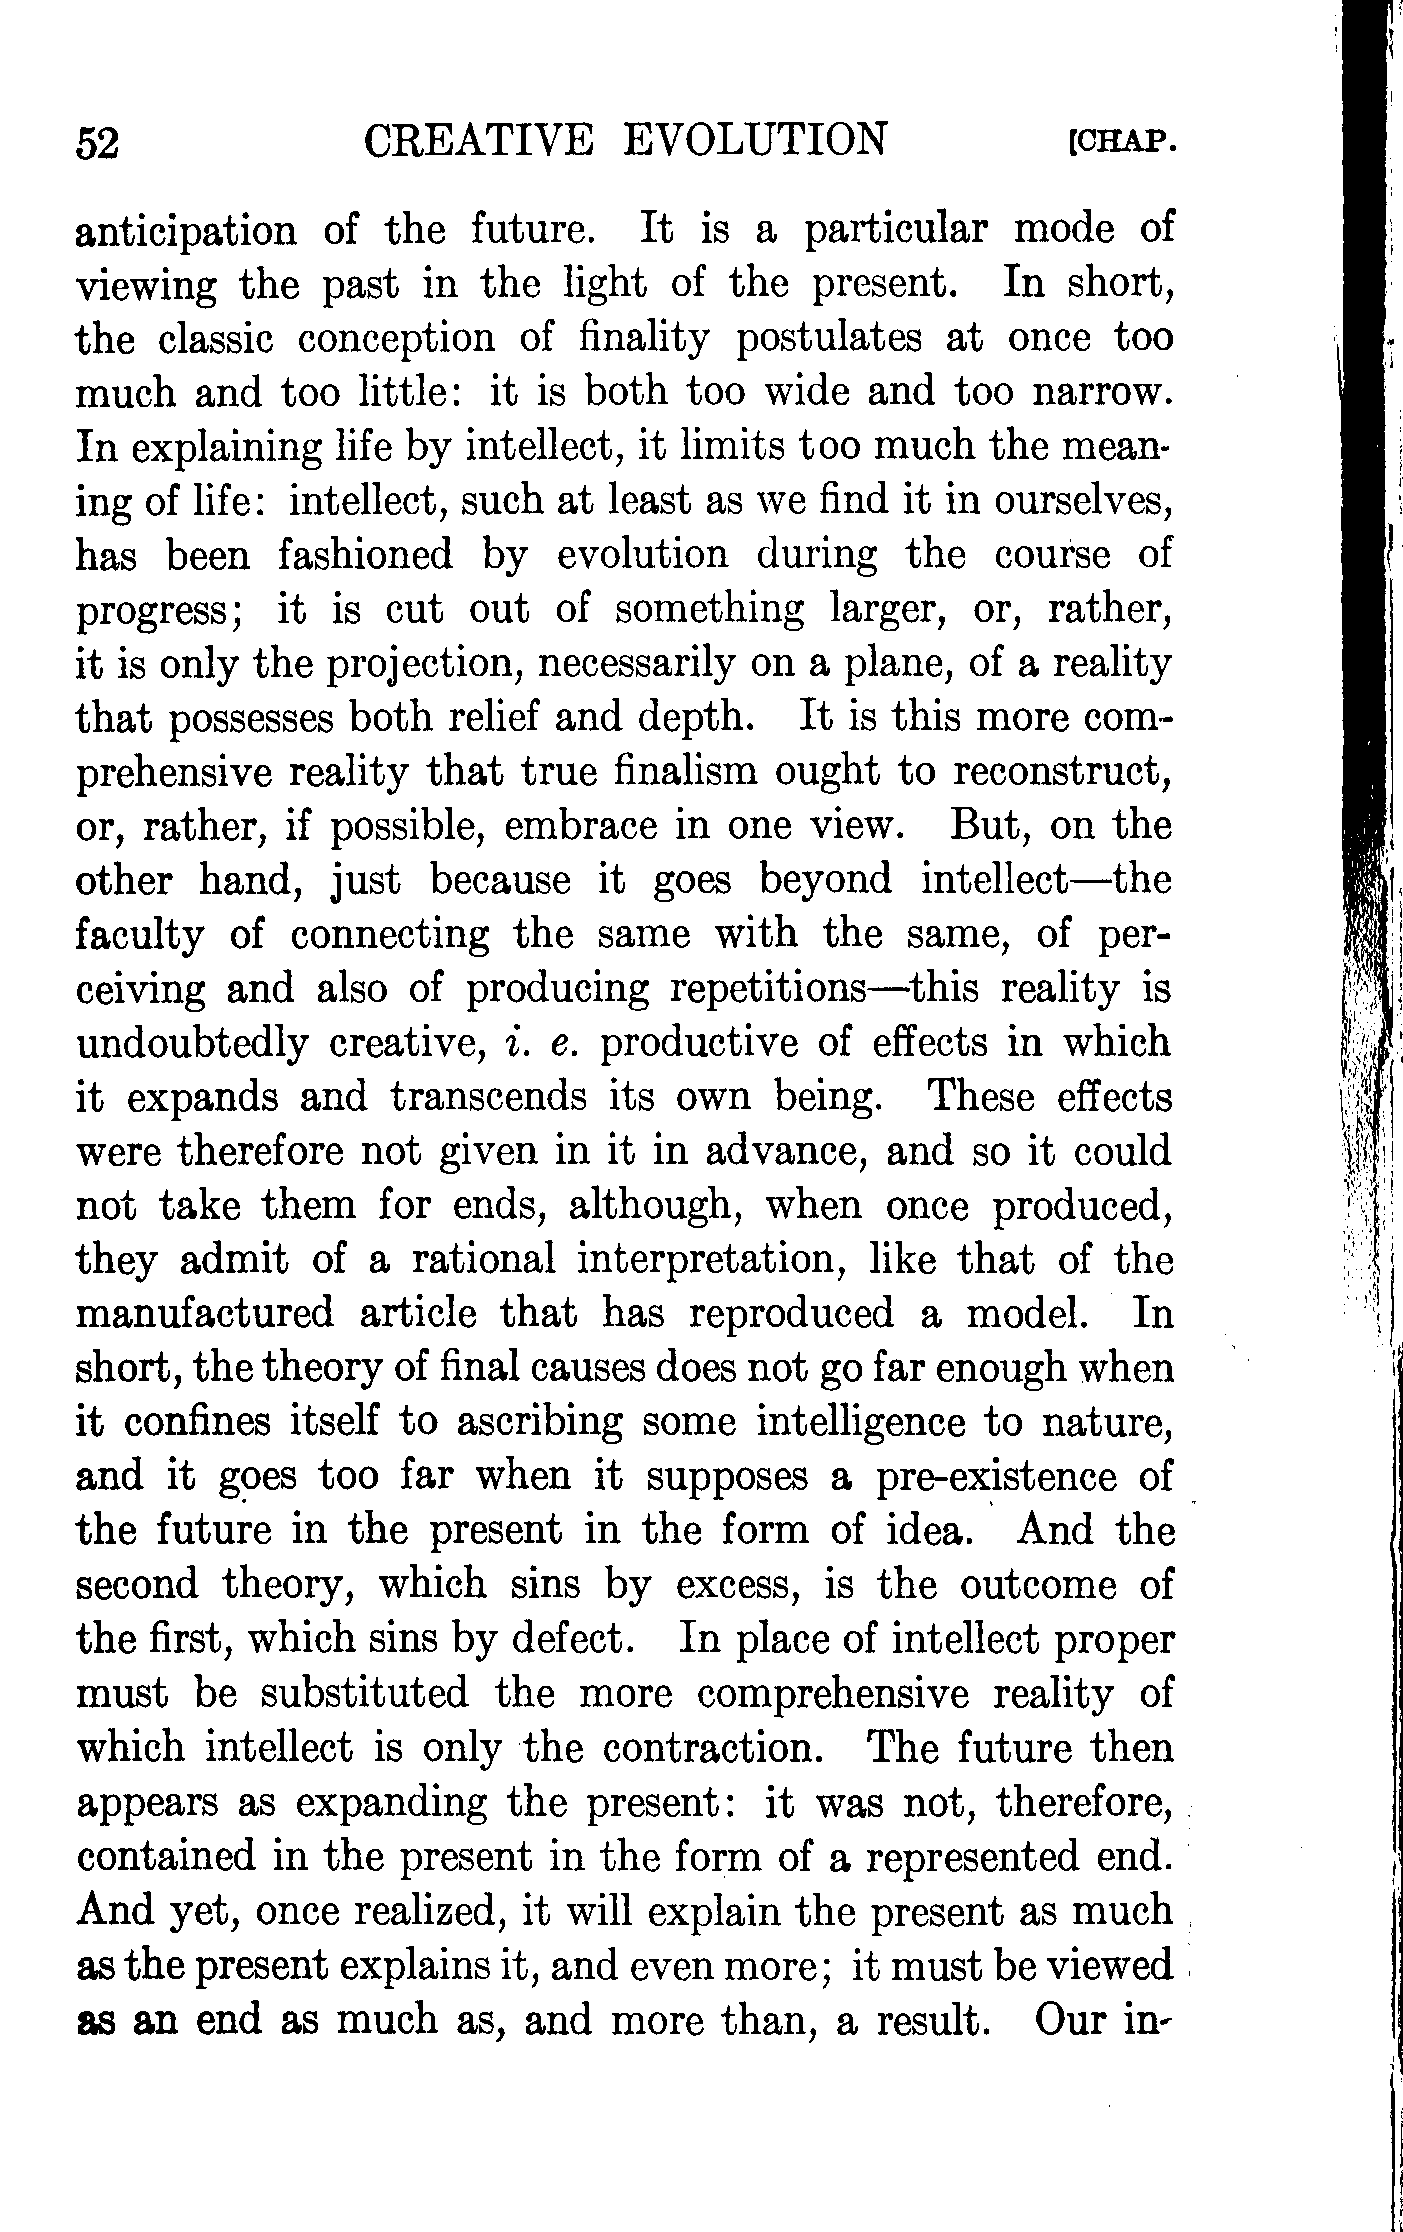 52 CREATIVE EVOLUTION [CHAP.
anticipation of the future. It is a particular mode of
viewing the past in the light of the present. In short,
the classic conception of finality postulates at once too
much and too little: it is both too wide and too narrow.
In explaining life by intellect, it limits too much the mean-
ing of life: intellect, such at least as we find it in ourselves,
has been fashioned by evolution during the course of
progress; it is cut out of something larger, or, rather,
it is only the projection, necessarily on a plane, of a reality
that possesses both relief and depth. It is this more com-
prehensive reality that true finalism ought to reconstruct,
or, rather, if possible, embrace in one view. But, on the
other hand, just because it goes beyond intellect—the
faculty of connecting the same with the same, of per-
ceiving and also of producing repetitions—this reality is
undoubtedly creative, i. e. productive of effects in which
it expands and transcends its own being. These effects
were therefore not given in it in advance, and so it could
not take them for ends, although, when once produced,
they admit of a rational interpretation, like that of the
manufactured article that has reproduced a model. In
short, the theory of final causes does not go far enough when
it confines itself to ascribing some intelligence to nature,
and it goes too far when it supposes a pre-existence of
the future in the present in the form of idea. And the
second theory, which sins by excess, is the outcome of
the first, which sins by defect. In place of intellect proper
must be substituted the more comprehensive reality of
which intellect is only the contraction. The future then
appears as expanding the present: it was not, therefore,
contained in the present in the form of a represented end.
And yet, once realized, it will explain the present as much
as the present explains it, and even more; it must be viewed
as an end as much as, and more than, a result. Our in-